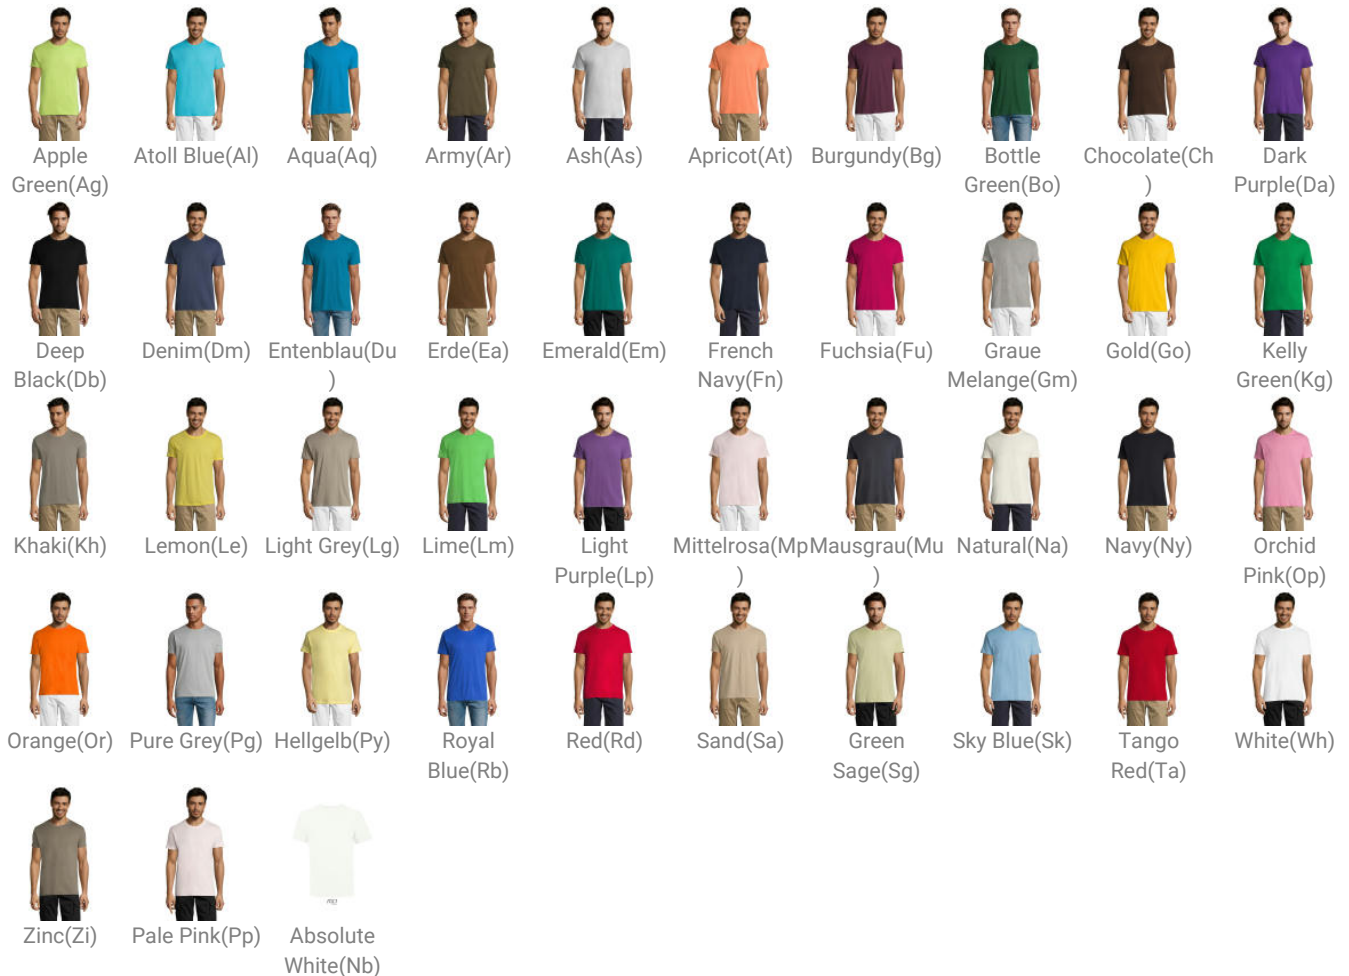 Apple
Green(Ag)
Atoll Blue(Al)
Aqua(Aq)
Army(Ar)
Ash(As)
Apricot(At)
Burgundy(Bg)
Bottle
Green(Bo)
Chocolate(Ch
)
Dark
Purple(Da)
Deep
Black(Db)
Denim(Dm)
Entenblau(Du
)
Erde(Ea)
Emerald(Em)
French
Navy(Fn)
Fuchsia(Fu)
Graue
Melange(Gm)
Gold(Go)
Kelly
Green(Kg)
Khaki(Kh)
Lemon(Le)
Light Grey(Lg)
Lime(Lm)
Light
Purple(Lp)
Mittelrosa(Mp
)
Mausgrau(Mu
)
Natural(Na)
Navy(Ny)
Orchid
Pink(Op)
Orange(Or)
Pure Grey(Pg)
Hellgelb(Py)
Royal
Blue(Rb)
Red(Rd)
Sand(Sa)
Green
Sage(Sg)
Sky Blue(Sk)
Tango
Red(Ta)
White(Wh)
Zinc(Zi)
Pale Pink(Pp)
Absolute
White(Nb)